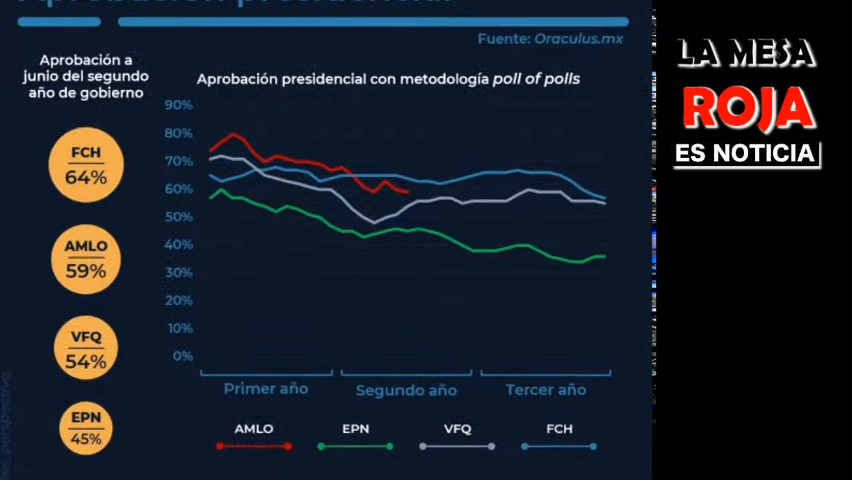 Aprobación presidencial
Fuente: Oraculus.mx
Aprobación a
junio del segundo
año de gobierno
FCH
64%
AMLO
59%
VFQ
54%
EPN
45%
Aprobación presidencial con metodología poll of polls
90%
80%
70%
60%
50%
40%
30%
20%
10%
0%
Primer año
Segundo año
Tercer año
AMLO
EPN
VFQ
FCH
LA MESA
ROJA
ES NOTICIA